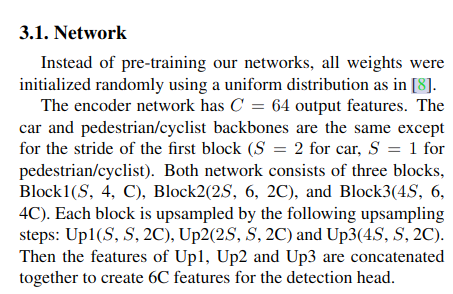 3.1. Network
Instead of pre-training our networks, all weights were
initialized randomly using a uniform distribution as in [8].
The encoder network has C = 64 output features. The
car and pedestrian/cyclist backbones are the same except
for the stride of the first block (S = 2 for car, S = 1 for
pedestrian/cyclist). Both network consists of three blocks,
Block1(S, 4, C), Block2(2S, 6, 2C), and Block3(4S, 6,
4C). Each block is upsampled by the following upsampling
steps: Up1(S, S, 2C), Up2(2S, S, 2C) and Up3(4S, S, 2C).
Then the features of Up1, Up2 and Up3 are concatenated
together to create 6C features for the detection head.